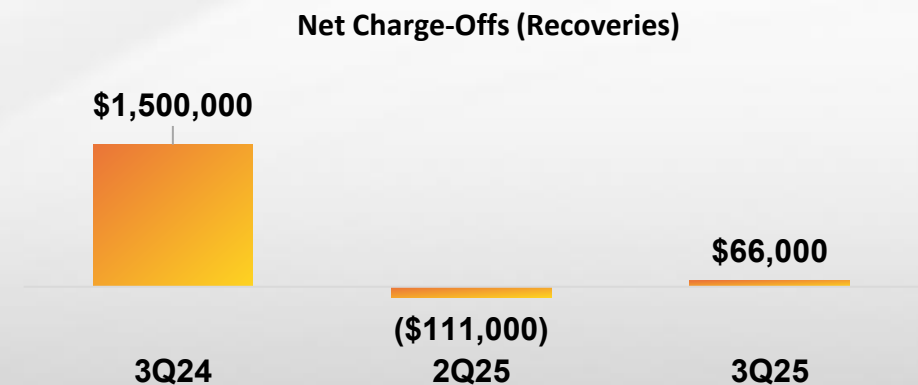 Net Charge-Offs (Recoveries)
$1,500,000
$66,000
($111,000)
3Q24 2Q25 3Q25